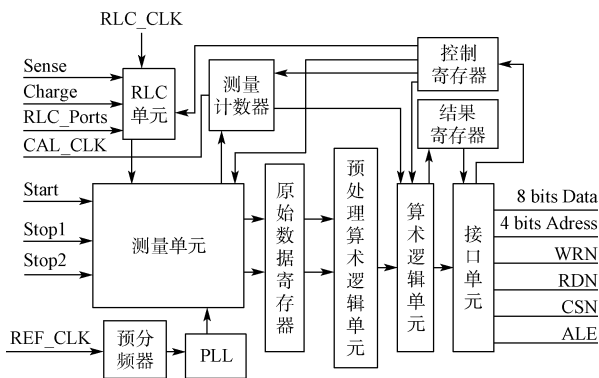 RLC_CLK
Sense
Charge
RLC_Ports
CAL_CLK
RLC
单元
测量
计数器
控制
寄存器
结果
寄存器
Start
Stop1
Stop2
测量单元
原始数据寄存器
预处理算术逻辑单元
算术逻辑单元
接口单元
8 bits Data
4 bits Adress
WRN
RDN
CSN
ALE
REF_CLK
预分
频器
PLL